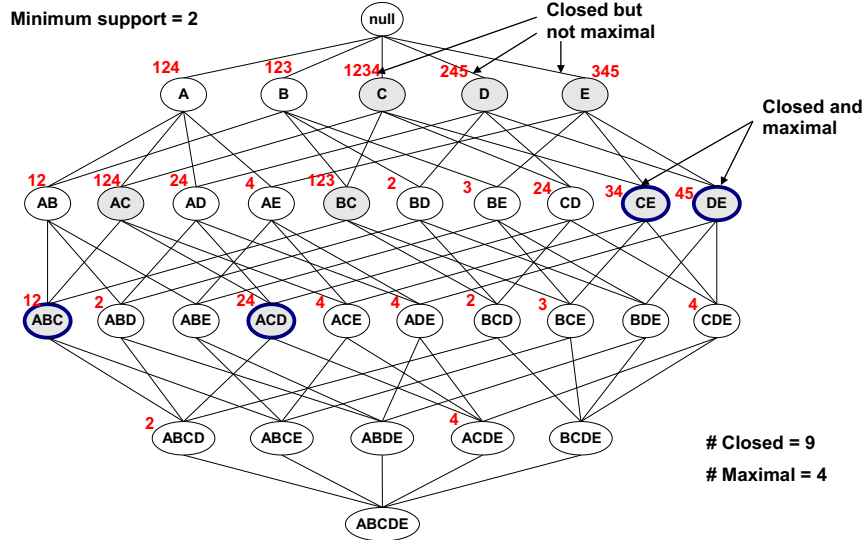 Minimum support = 2
null
Closed but
not maximal
124
123
1234
245
345
A
B
C
D
E
Closed and
maximal
12
124
24
4
123
2
3
24
34
45
AB
AC
AD
AE
BC
BD
BE
CD
CE
DE
12
2
24
4
4
2
3
4
ABC
ABD
ABE
ACD
ACE
ADE
BCD
BCE
BDE
CDE
2
4
ABCD
ABCE
ABDE
ACDE
BCDE
# Closed = 9
# Maximal = 4
ABCDE